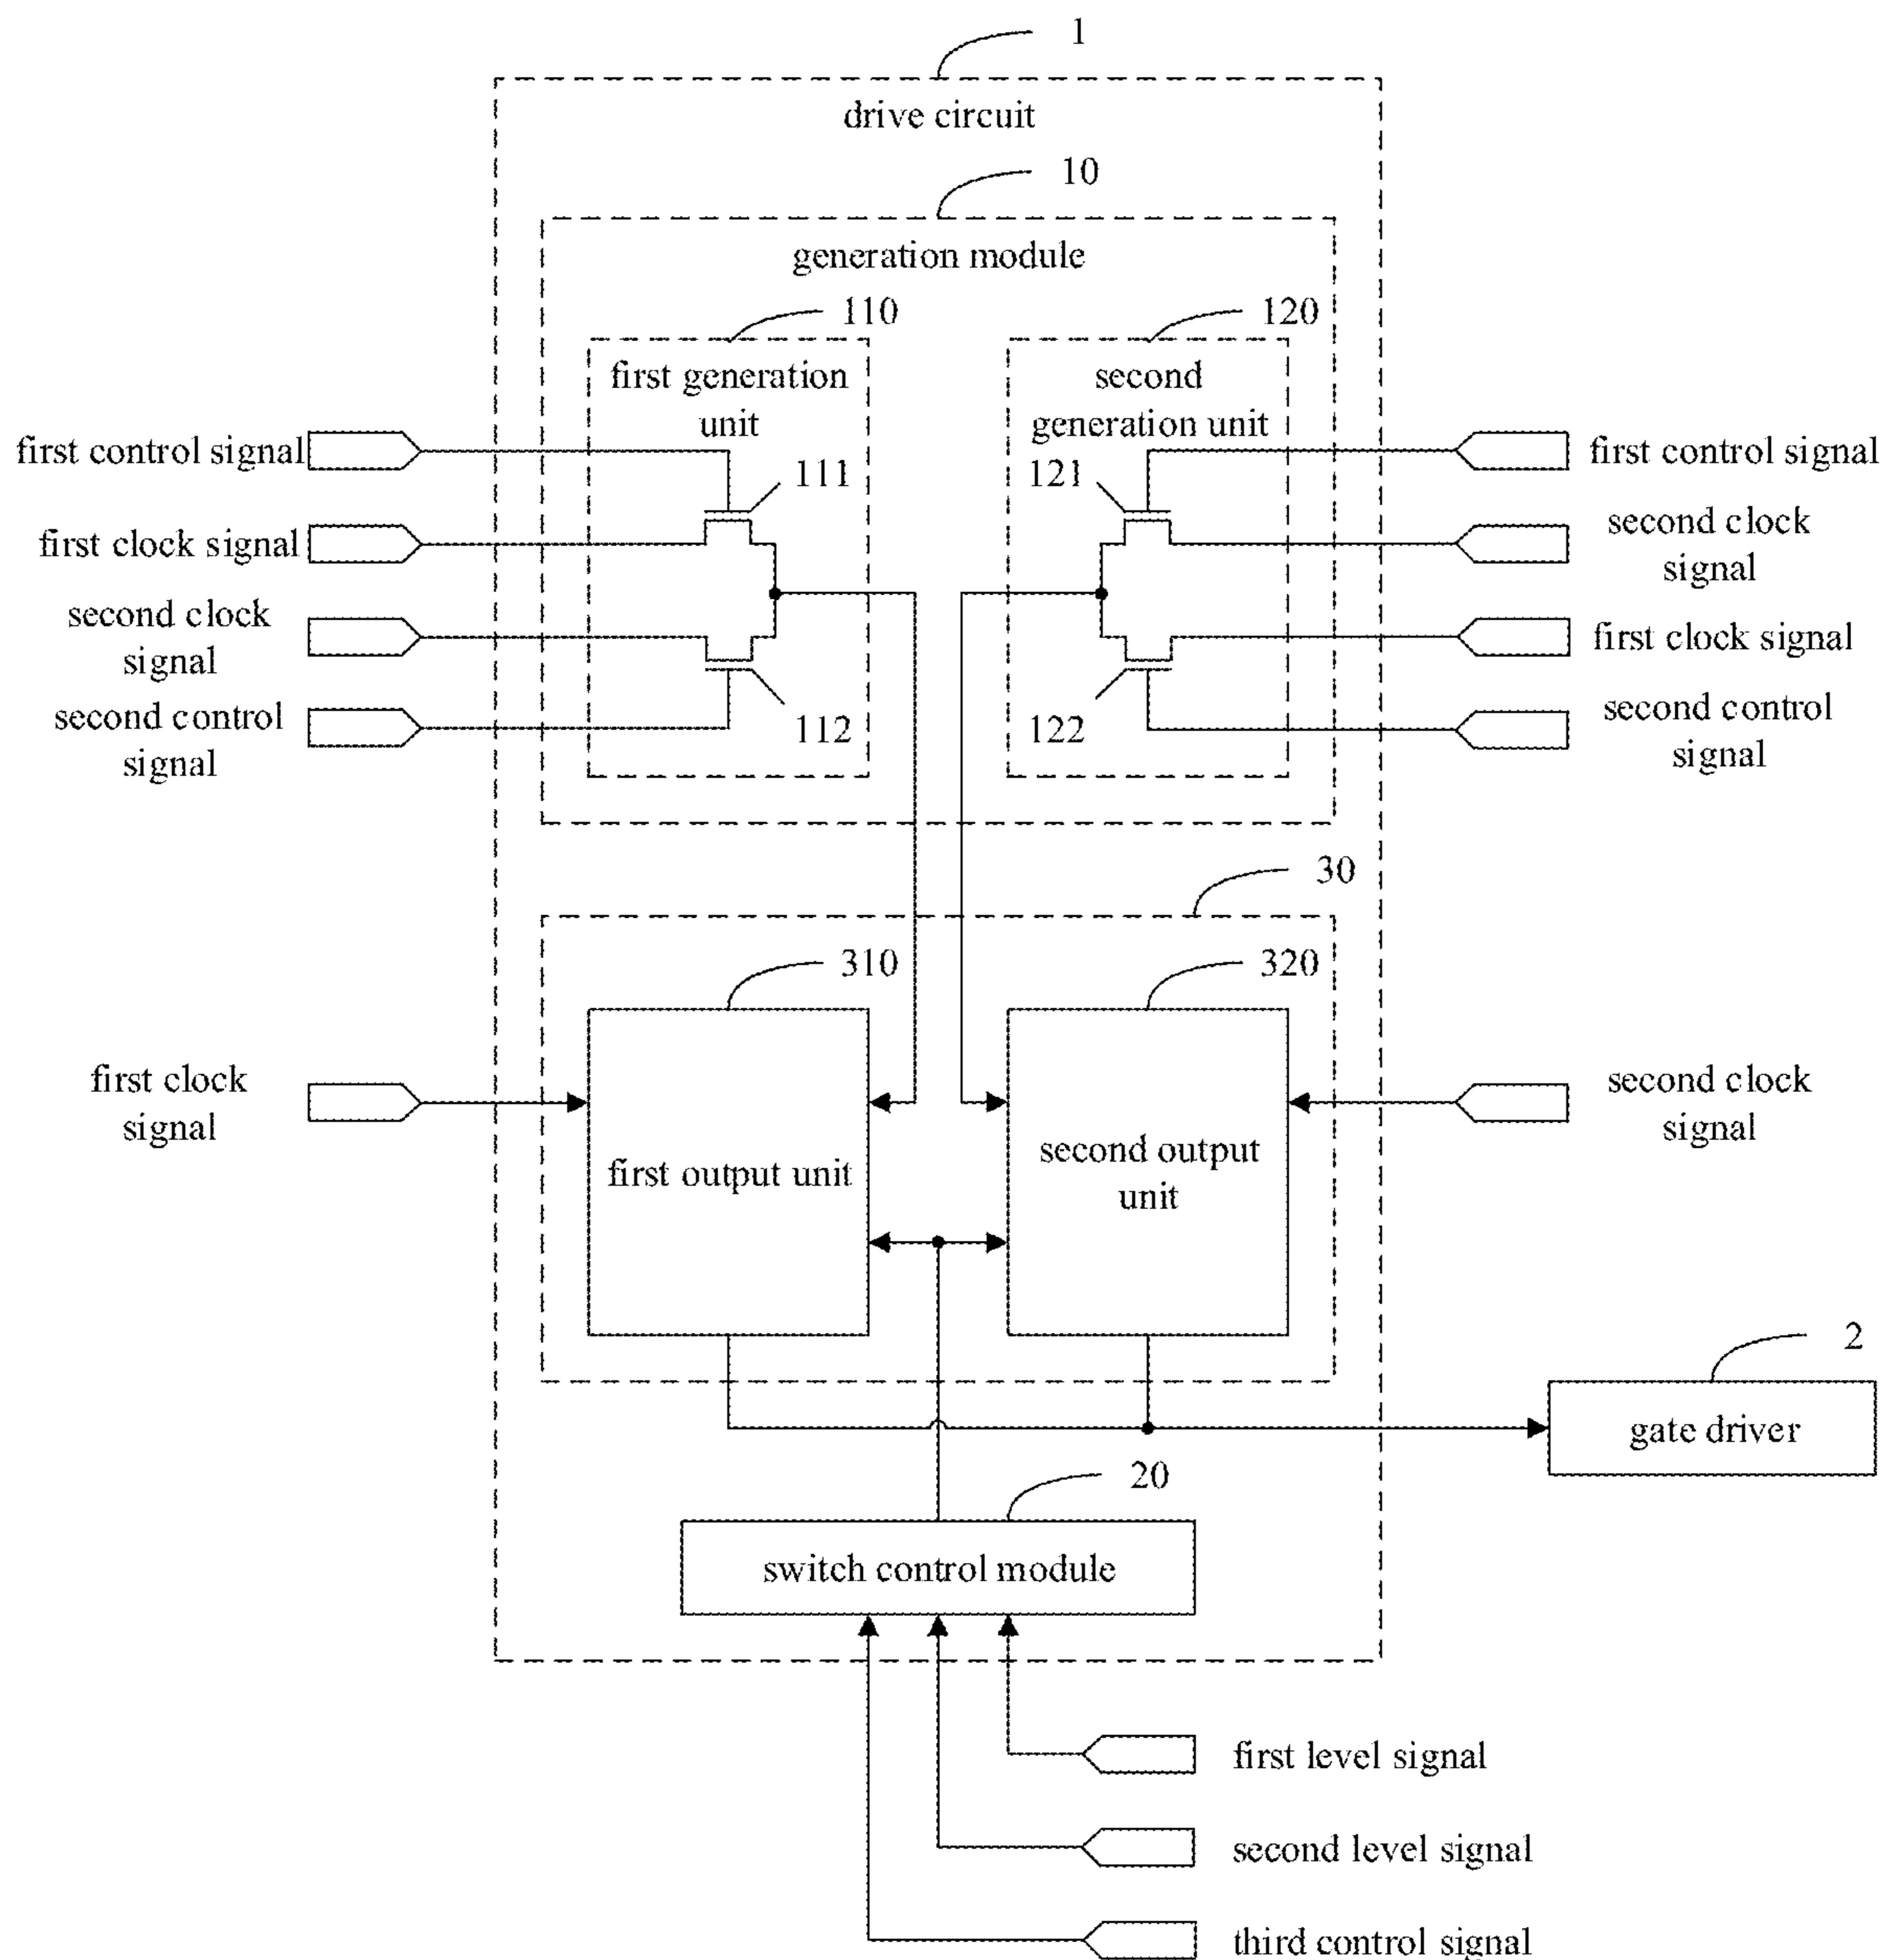 1
drive circuit
10
generation module
110
120
first generation
unit
second
generation unit
first control signal
first control signal
111
121
first clock signal
second clock
signal
second clock
signal
first clock signal
second control
signal
112
122
second control
signal
30
310
320
first clock
signal
second clock
signal
first output unit
second output
unit
2
gate driver
20
switch control module
first level signal
second level signal
third control signal